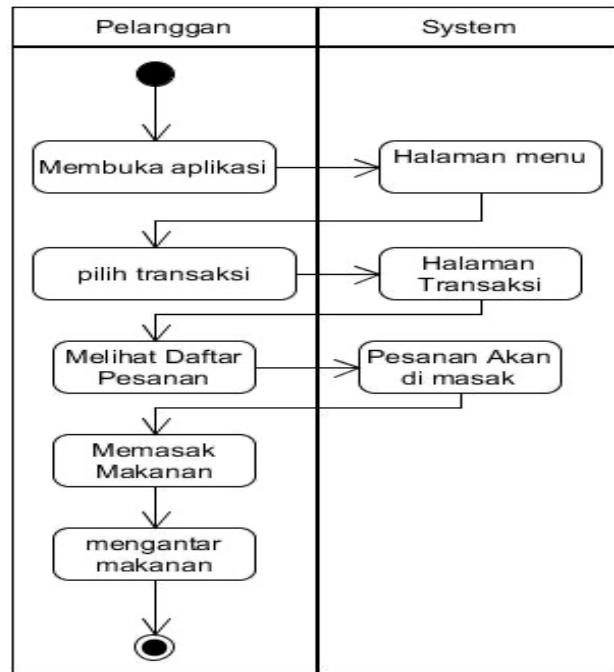 Pelanggan
System
Membuka aplikasi
Halaman menu
pilih transaksi
Halaman
Transaksi
Melihat Daftar
Pesanan
Pesanan Akan
di masak
Memasak
Makanan
mengantar
makanan